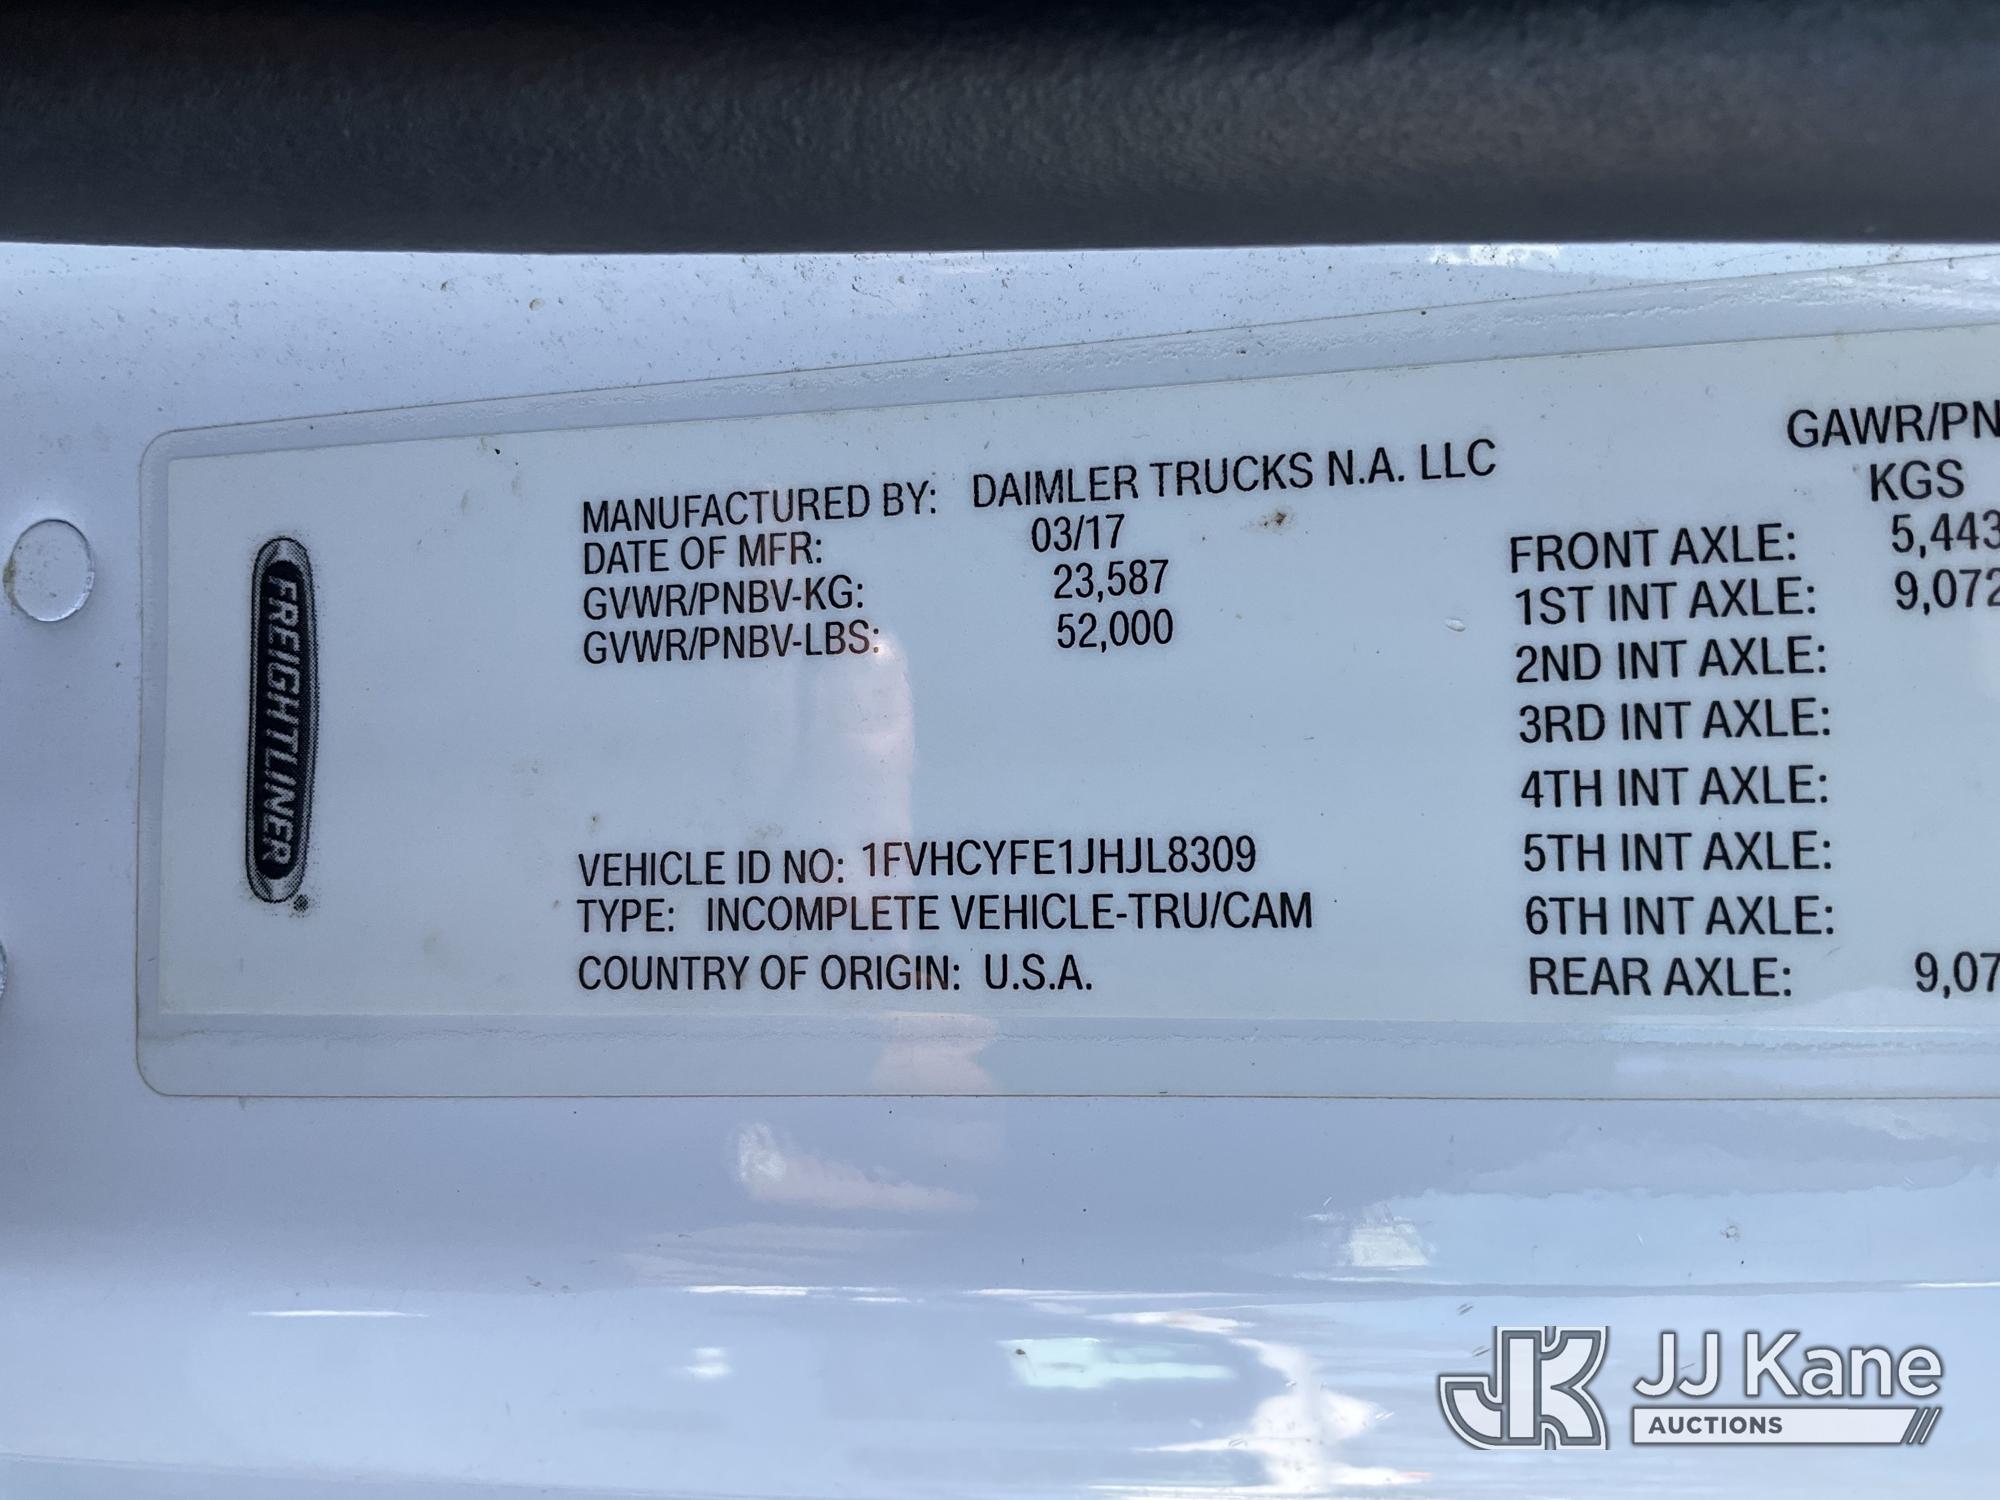 FREIGHTLINER
MANUFACTURED BY: DAIMLER TRUCKS N.A. LLC
DATE OF MFR: 03/17
GVWR/PNBV-KG: 23,587
GVWR/PNBV-LBS: 52,000
VEHICLE ID NO: 1FVHCYFE1JHJL8309
TYPE: INCOMPLETE VEHICLE-TRU/CAM
COUNTRY OF ORIGIN: U.S.A.
GAWR/PN
KGS
FRONT AXLE: 5,443
1ST INT AXLE: 9,072
2ND INT AXLE:
3RD INT AXLE:
4TH INT AXLE:
5TH INT AXLE:
6TH INT AXLE:
REAR AXLE: 9,07
JK JJ Kane
AUCTIONS